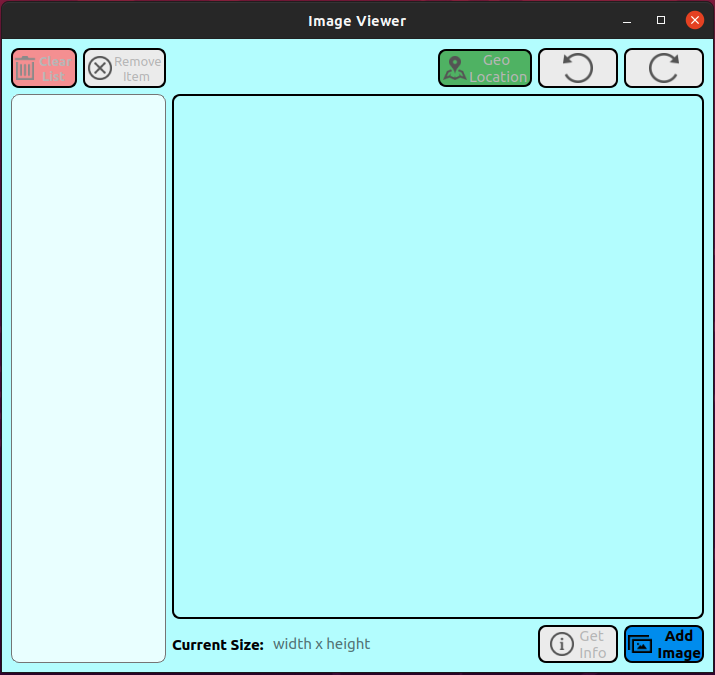 Image Viewer
Clear
List
Remove
Item
Geo
Location
Current Size: width x height
Get
Info
Add
Image